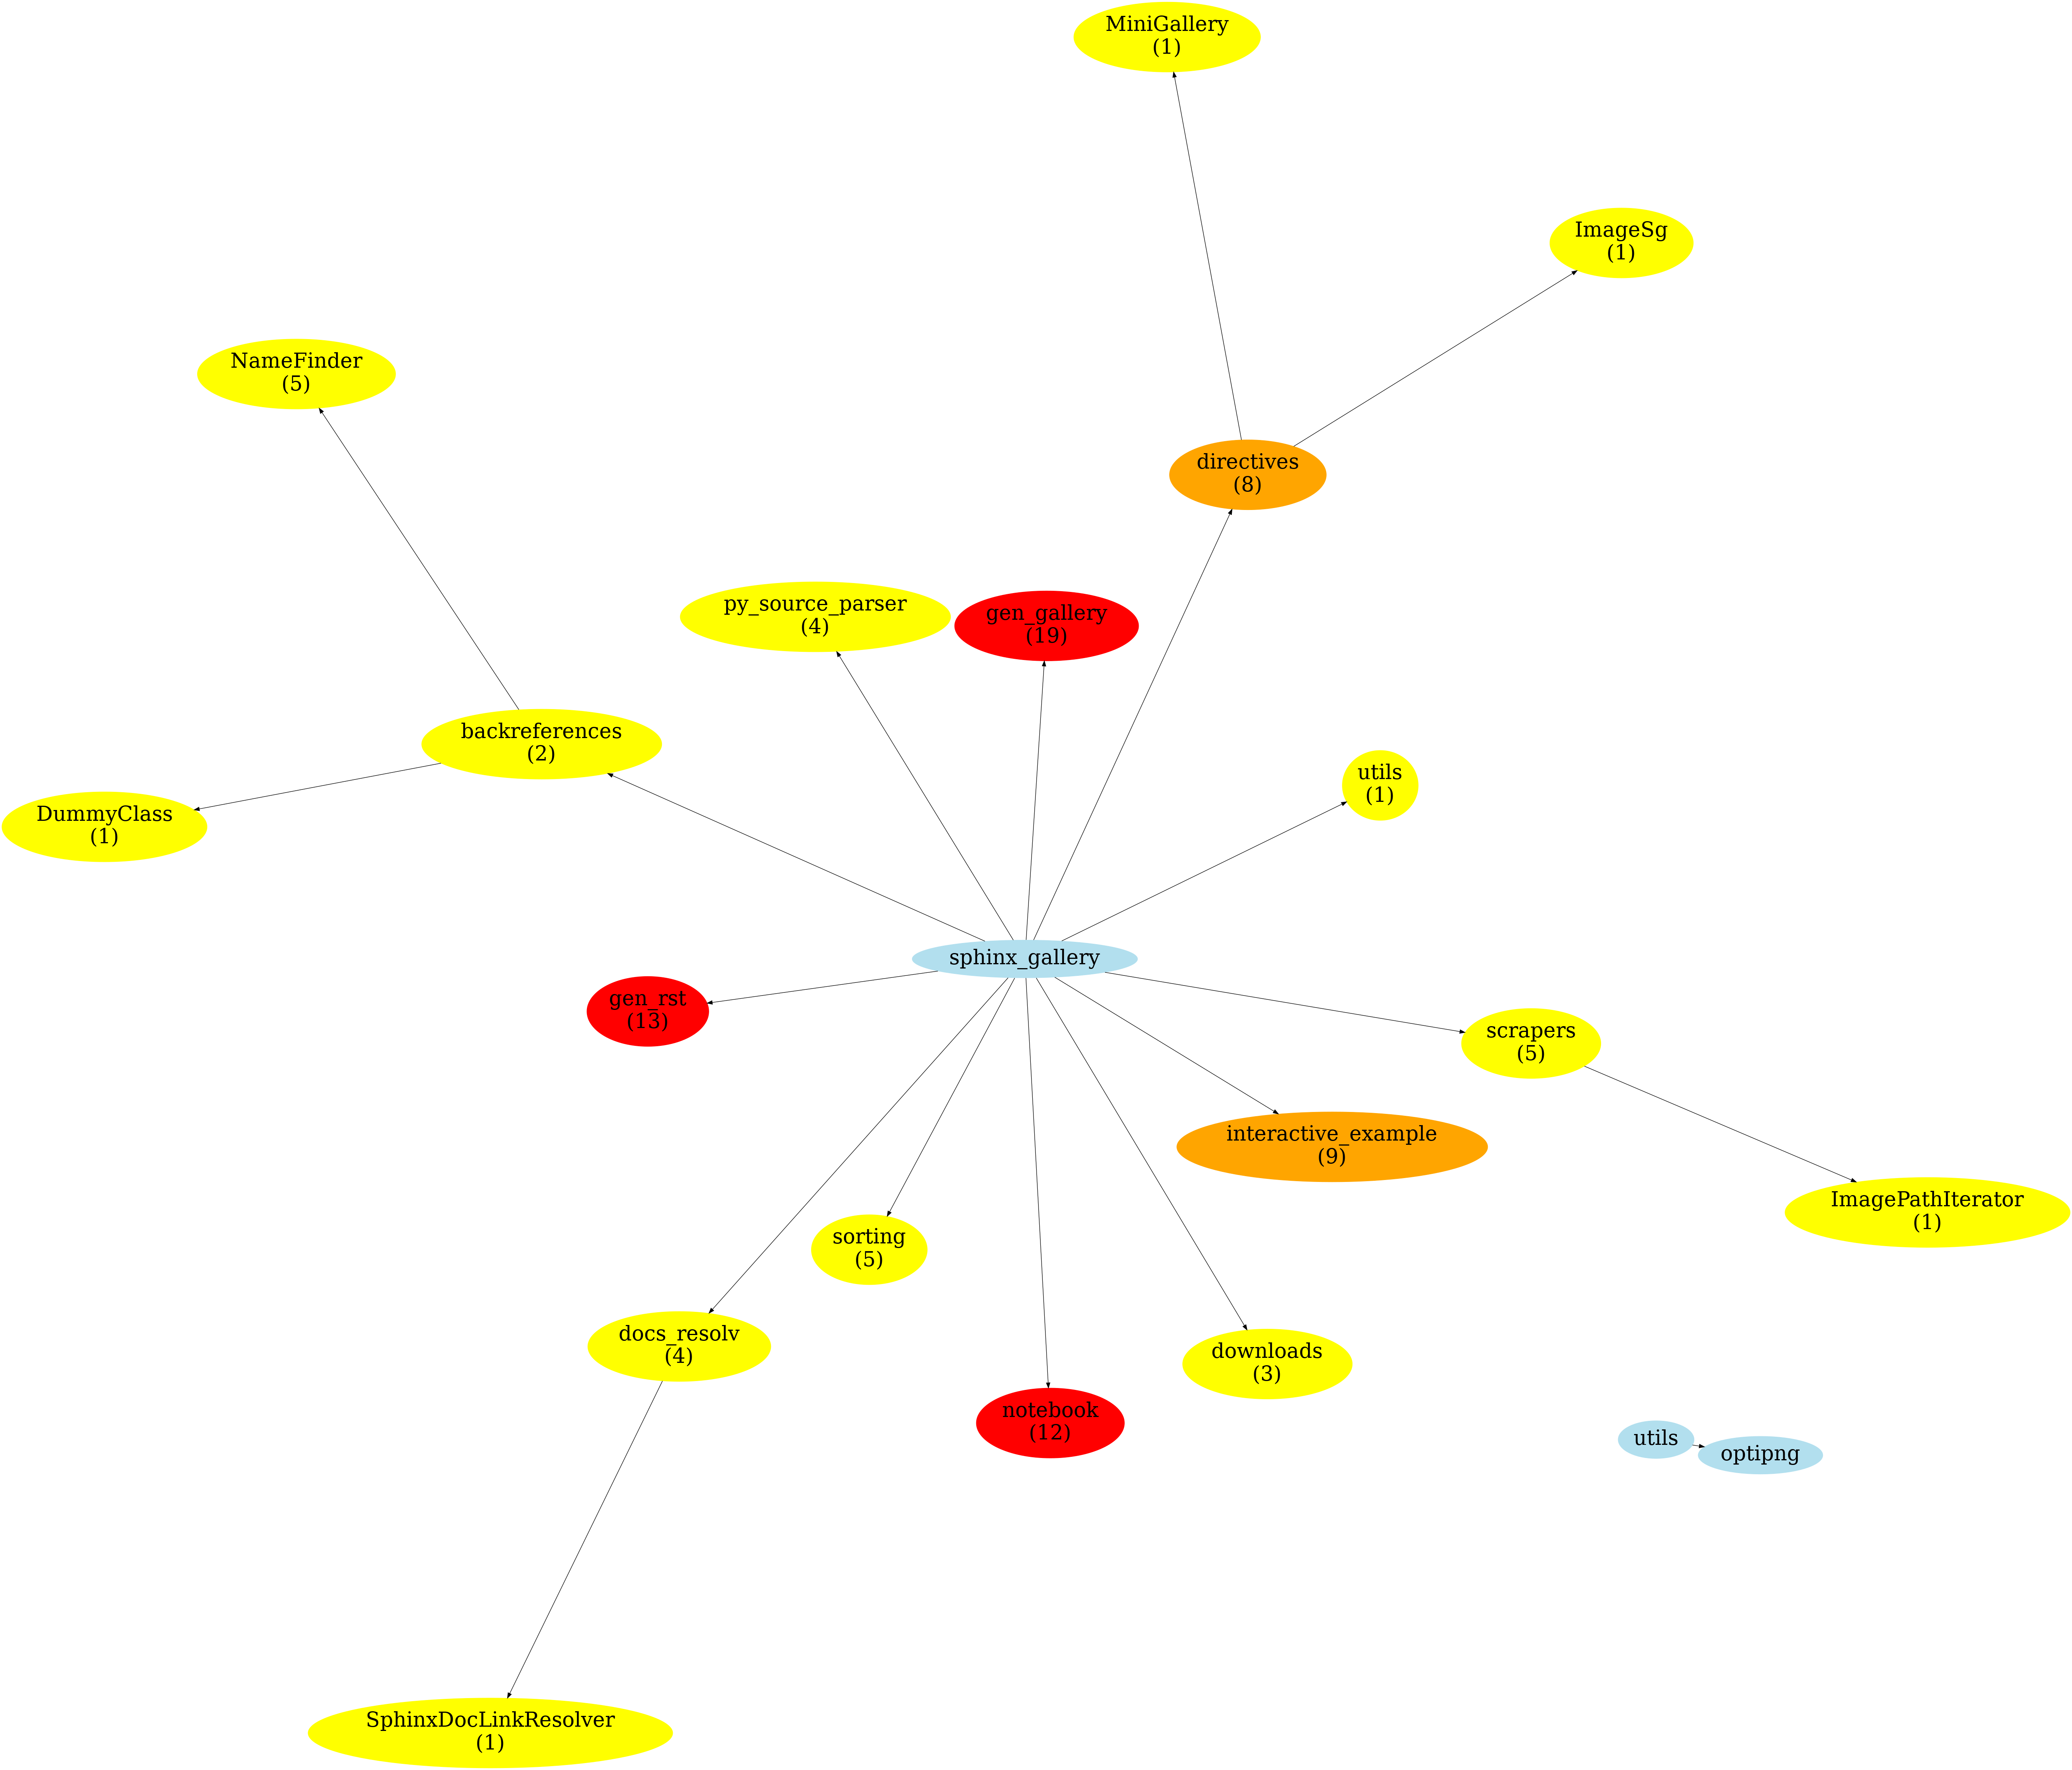 MiniGallery
(1)
ImageSg
(1)
NameFinder
(5)
directives
(8)
py_source_parser
(4)
gen_gallery
(19)
backreferences
(2)
utils
(1)
DummyClass
(1)
sphinx_gallery
gen_rst
(13)
scrapers
(5)
interactive_example
(9)
ImagePathIterator
(1)
sorting
(5)
docs_resolv
(4)
downloads
(3)
notebook
(12)
utils
optipng
SphinxDocLinkResolver
(1)